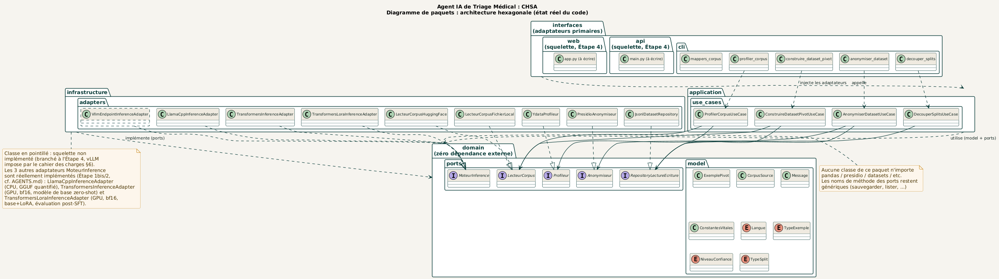 Agent IA de Triage Médical : CHSA
Diagramme de paquets : architecture hexagonale (état réel du code)
interfaces
(adaptateurs primaires)
web
(squelette, Étape 4)
C app.py (à écrire)
api
(squelette, Étape 4)
C main.py (à écrire)
cli
C mappers_corpus
C profiler_corpus
C construire_dataset_pivot
C anonymiser_dataset
C decouper_splits
injecte les adaptateurs
appelle
infrastructure
adapters
C VllmEndpointInferenceAdapter
C LlamaCppInferenceAdapter
C TransformersInferenceAdapter
C TransformersLoraInferenceAdapter
C LecteurCorpusHuggingFace
C LecteurCorpusFichierLocal
C YdataProfileur
C PresidioAnonymiseur
C JsonlDatasetRepository
application
use_cases
C ProfilerCorpusUseCase
C ConstruireDatasetPivotUseCase
C AnonymiserDatasetUseCase
C DecouperSplitsUseCase
implémente (ports)
utilise (model + ports)
Classe en pointillé : squelette non
implémenté (branché à l'Étape 4, vLLM
impose par le cahier des charges §6).
Les 3 autres adaptateurs MoteurInference
sont réellement implémentés (Étape 1bis/2,
cf. AGENTS.md) : LlamaCppInferenceAdapter
(CPU, GGUF quantifié), TransformersInferenceAdapter
(GPU, bf16, modèle de base zero-shot) et
TransformersLoraInferenceAdapter (GPU, bf16,
base+LoRA, évaluation post-SFT).
domain
(zéro dépendance externe)
ports
I MoteurInference
I LecteurCorpus
I Profileur
I Anonymiseur
I RepositoryLectureEcriture
model
C ExemplePivot
C CorpusSource
C Message
C ConstantesVitales
E Langue
E TypeExemple
E NiveauConfiance
E TypeSplit
Aucune classe de ce paquet n'importe
pandas / presidio / datasets / etc.
Les noms de méthode des ports restent
génériques (sauvegarder, lister, ...)